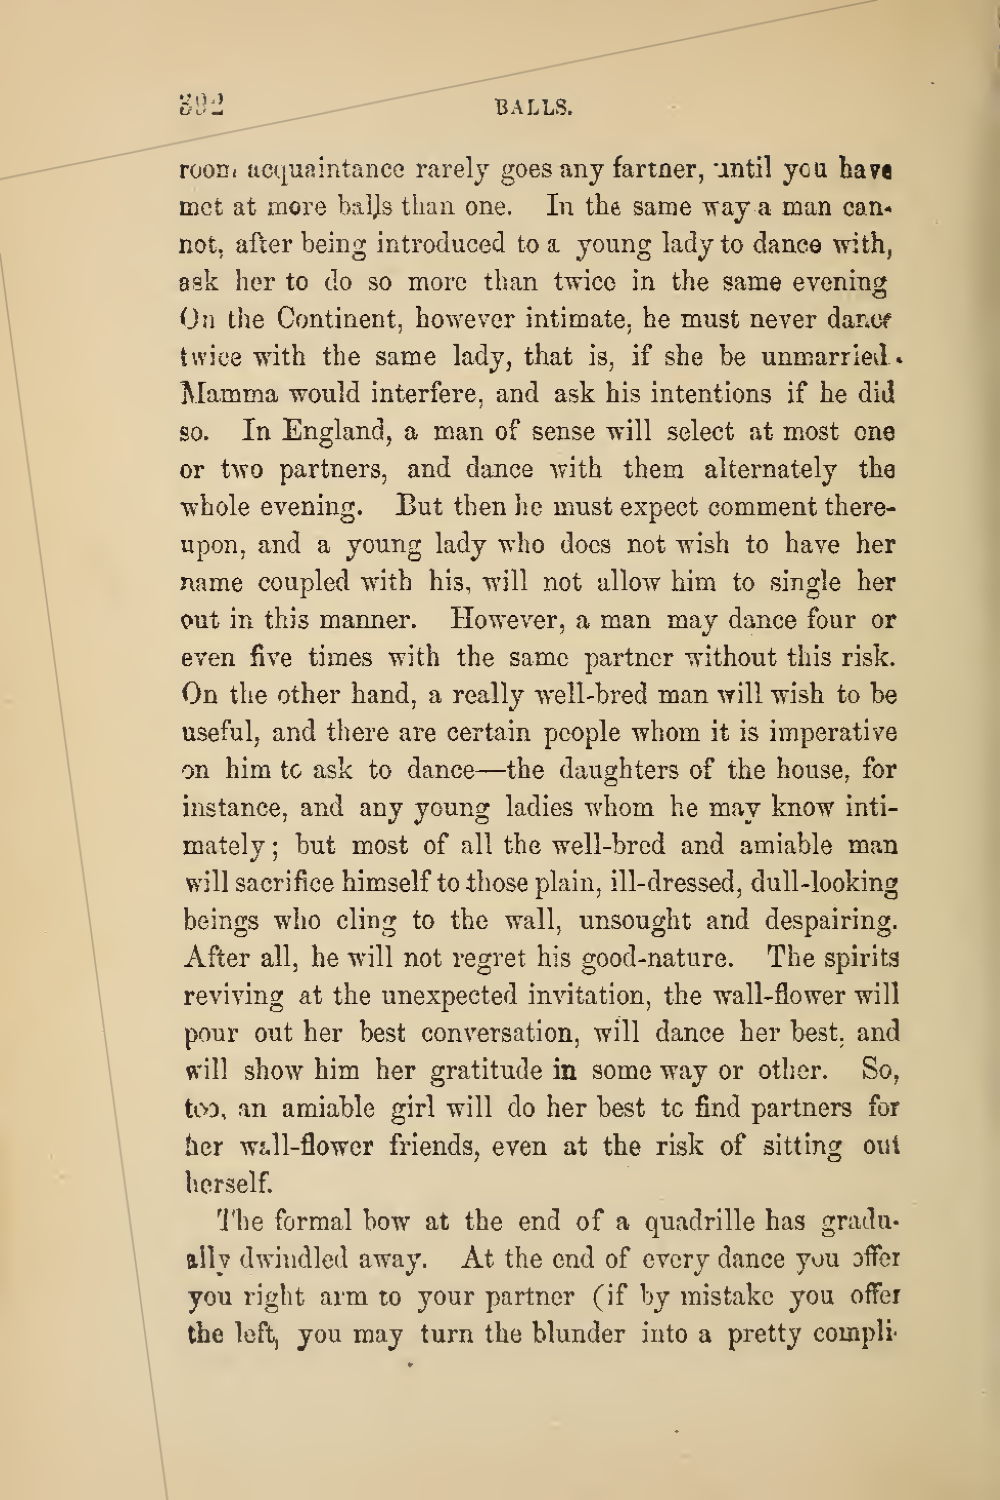 392 BALLS.
room acquaintance rarely goes any farther, until you have
met at more balls than one. In the same way a man can-
not, after being introduced to a young lady to dance with,
ask her to do so more than twice in the same evening
On the Continent, however intimate, he must never dance
twice with the same lady, that is, if she be unmarried.
Mamma would interfere, and ask his intentions if he did
so. In England, a man of sense will select at most one
or two partners, and dance with them alternately the
whole evening. But then he must expect comment there-
upon, and a young lady who does not wish to have her
name coupled with his, will not allow him to single her
out in this manner. However, a man may dance four or
even five times with the same partner without this risk.
On the other hand, a really well-bred man will wish to be
useful, and there are certain people whom it is imperative
on him to ask to dance—the daughters of the house, for
instance, and any young ladies whom he may know inti-
mately; but most of all the well-bred and amiable man
will sacrifice himself to those plain, ill-dressed, dull-looking
beings who cling to the wall, unsought and despairing.
After all, he will not regret his good-nature. The spirits
reviving at the unexpected invitation, the wall-flower will
pour out her best conversation, will dance her best, and
will show him her gratitude in some way or other. So,
too, an amiable girl will do her best to find partners for
her wall-flower friends, even at the risk of sitting out
herself.
The formal bow at the end of a quadrille has gradu-
ally dwindled away. At the end of every dance you offer
you right arm to your partner (if by mistake you offer
the left, you may turn the blunder into a pretty compli-